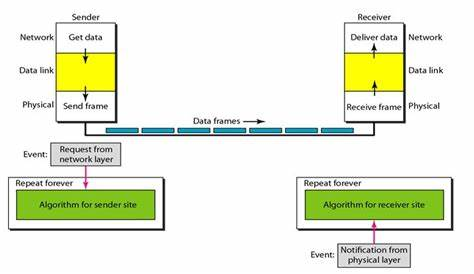 Sender
Receiver
Network
Get data
Deliver data
Network
Data link
Data link
Physical
Send frame
Receive frame
Physical
Data frames
Event:
Request from
network layer
Repeat forever
Algorithm for sender site
Repeat forever
Algorithm for receiver site
Event:
Notification from
physical layer